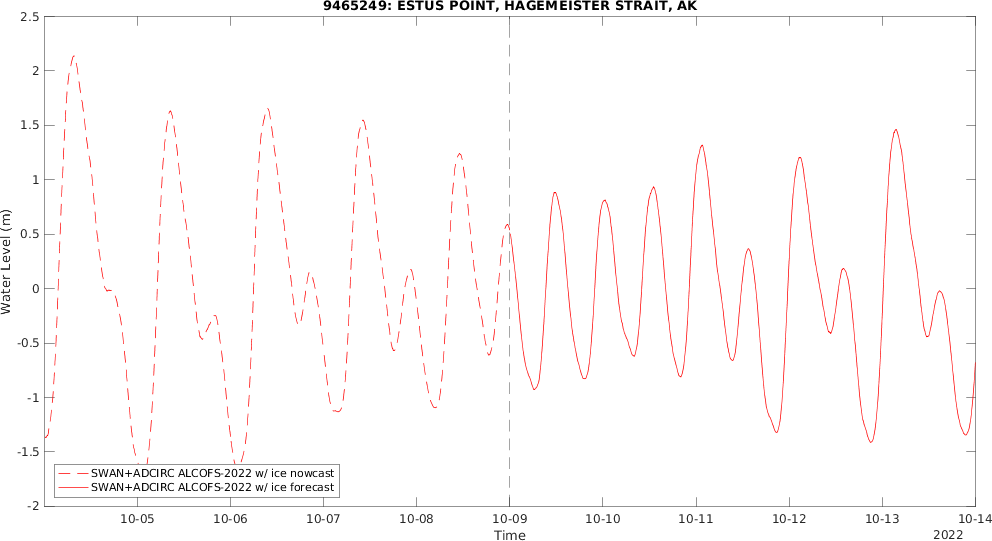 9465249: ESTUS POINT, HAGEMEISTER STRAIT, AK
2.5
2
1.5
1
0.5
0
-0.5
-1
-1.5
-2
Water Level (m)
SWAN+ADCIRC ALCOFS-2022 w/ ice nowcast
SWAN+ADCIRC ALCOFS-2022 w/ ice forecast
10-05 10-06 10-07 10-08 10-09 10-10 10-11 10-12 10-13 10-14
Time
2022